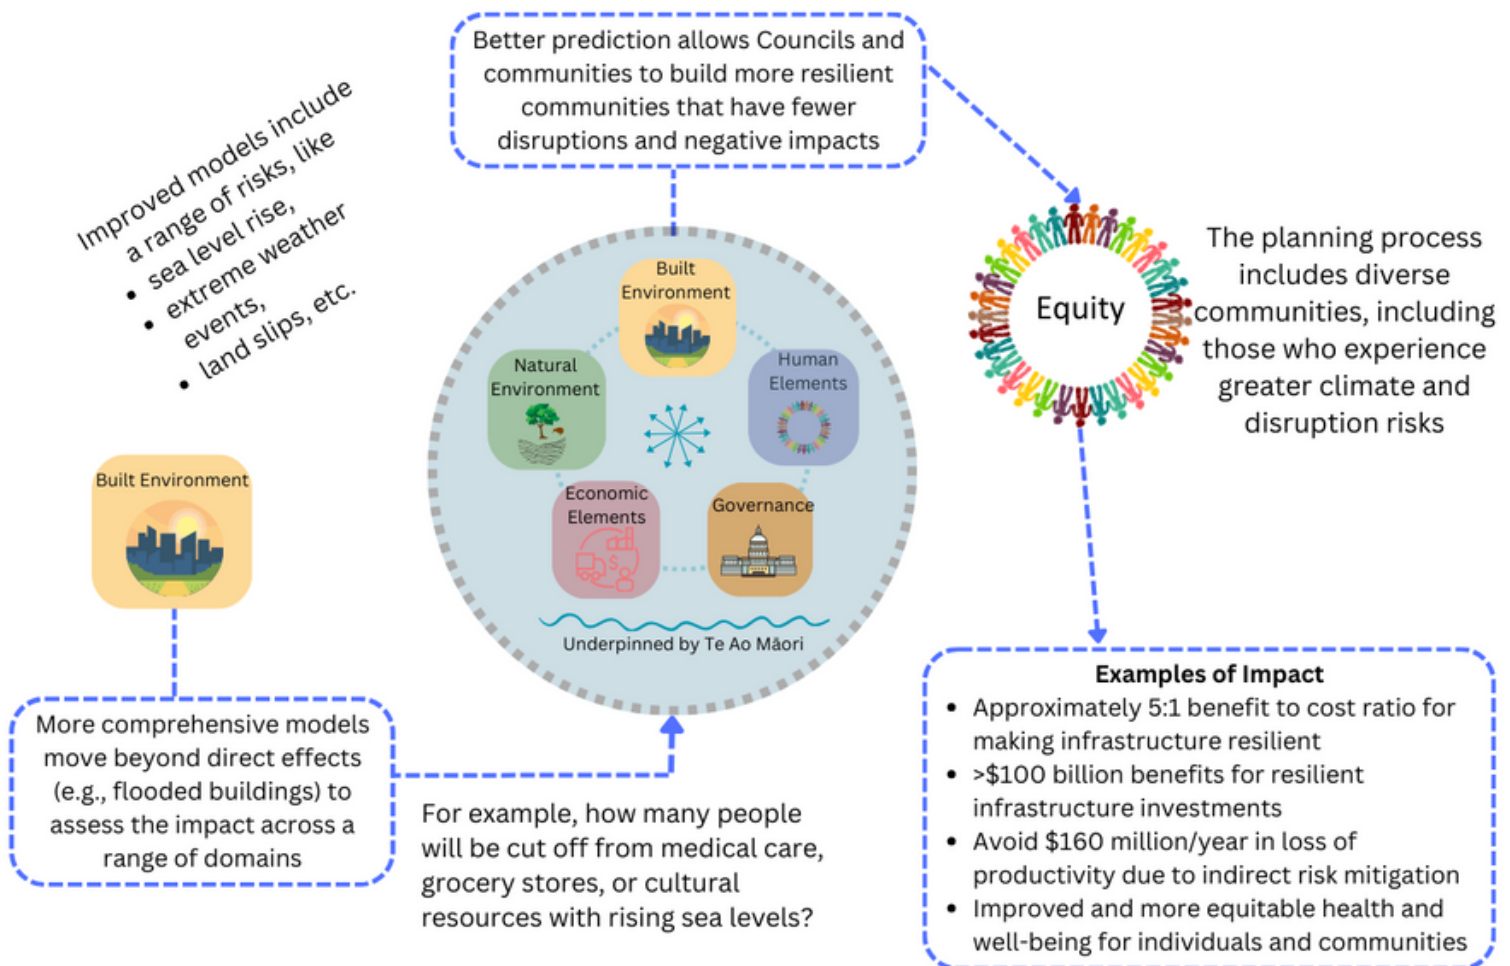 Better prediction allows Councils and
communities to build more resilient
communities that have fewer
disruptions and negative impacts
Improved models include
a range of risks, like
• sea level rise,
• extreme weather
events,
• land slips, etc.
Built Environment
More comprehensive models
move beyond direct effects
(e.g., flooded buildings) to
assess the impact across a
range of domains
For example, how many people
will be cut off from medical care,
grocery stores, or cultural
resources with rising sea levels?
Built
Environment
Natural
Environment
Human
Elements
Economic
Elements
$
Governance
Underpinned by Te Ao Māori
Equity
The planning process
includes diverse
communities, including
those who experience
greater climate and
disruption risks
Examples of Impact
• Approximately 5:1 benefit to cost ratio for
making infrastructure resilient
• >$100 billion benefits for resilient
infrastructure investments
• Avoid $160 million/year in loss of
productivity due to indirect risk mitigation
• Improved and more equitable health and
well-being for individuals and communities